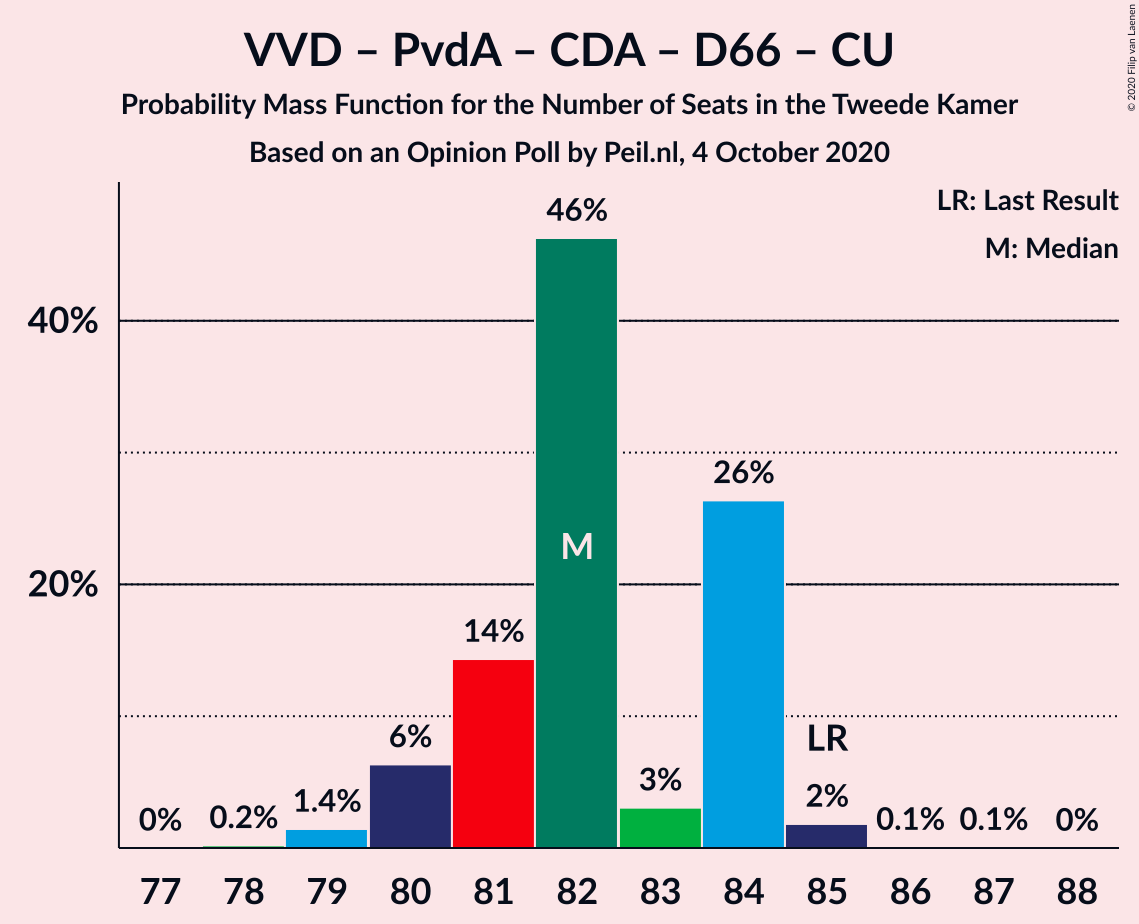 VVD – PvdA – CDA – D66 – CU
Probability Mass Function for the Number of Seats in the Tweede Kamer
Based on an Opinion Poll by Peil.nl, 4 October 2020
© 2020 Filip van Laenen
LR: Last Result
M: Median
40%
20%
0%
0.2%
1.4%
6%
14%
46%
M
3%
26%
LR
2%
0.1%
0.1%
0%
77 78 79 80 81 82 83 84 85 86 87 88